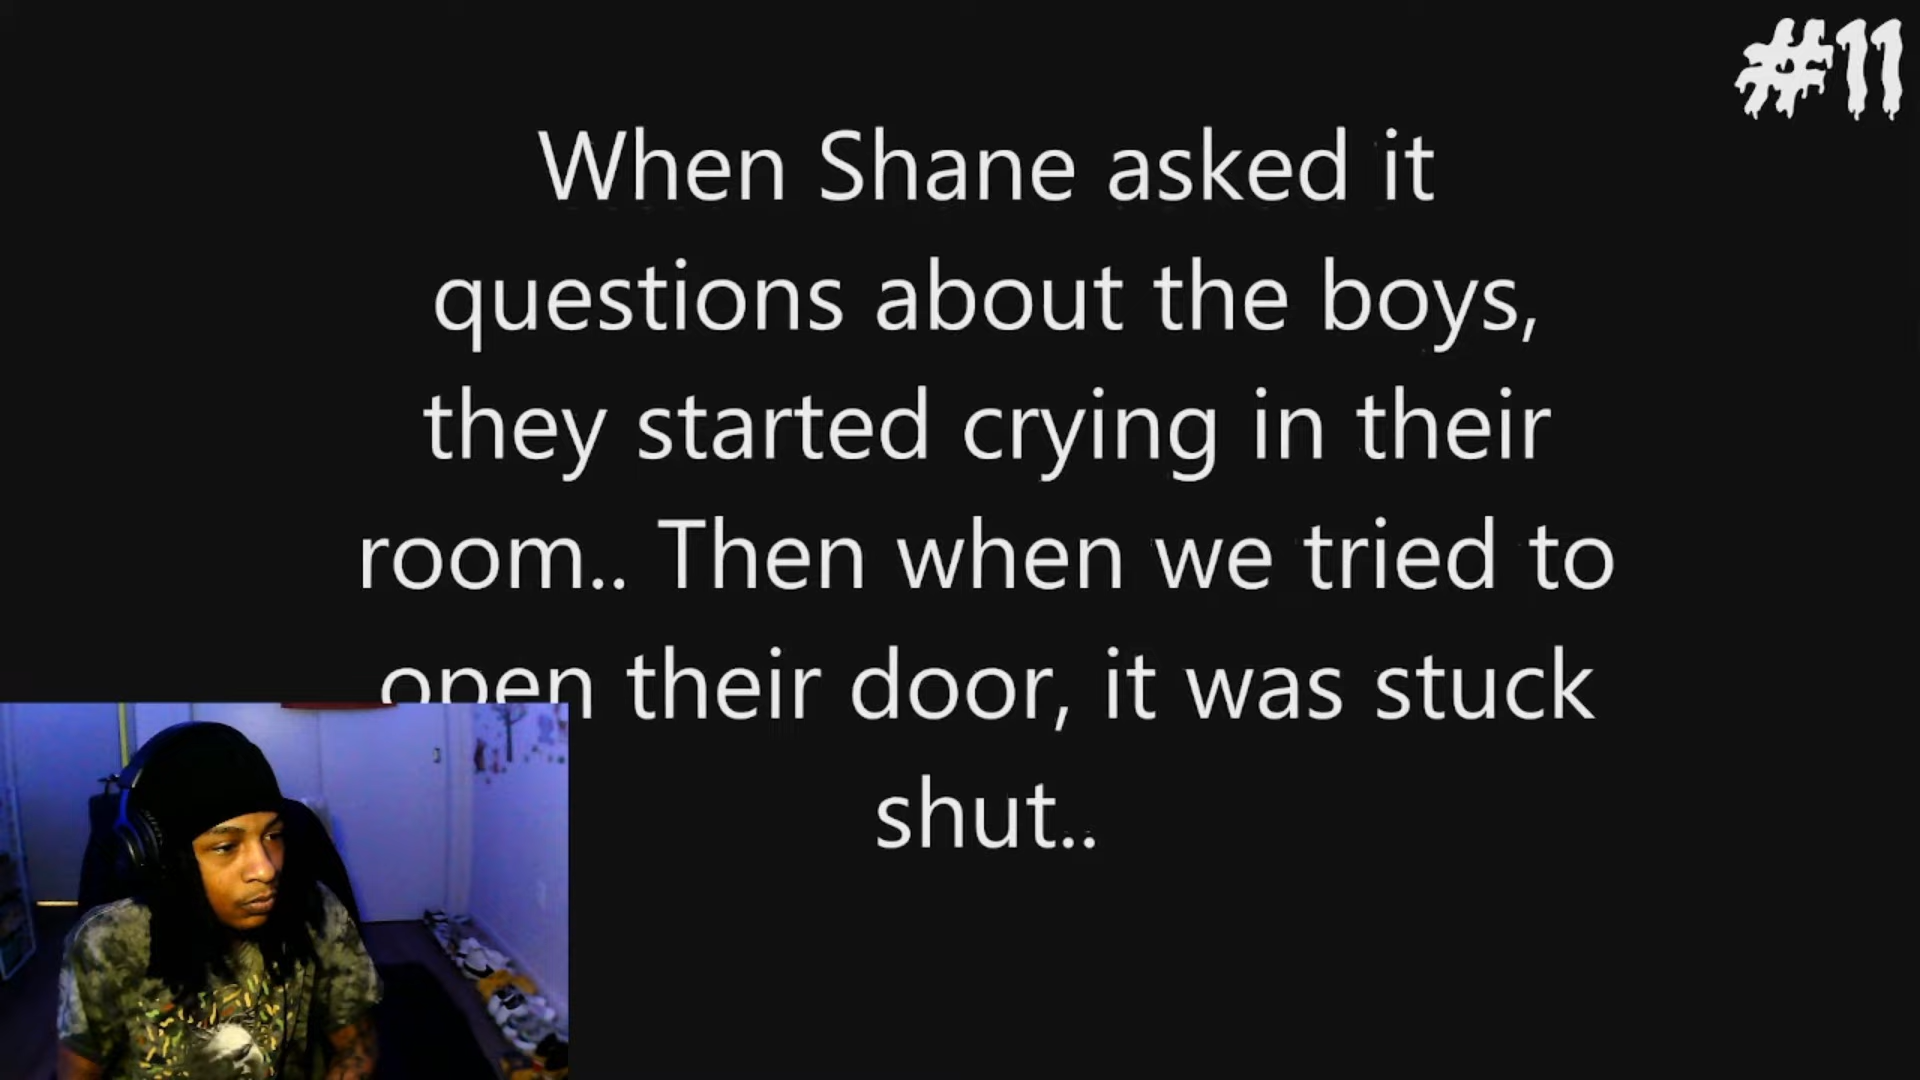 #11
When Shane asked it
questions about the boys,
they started crying in their
room.. Then when we tried to
open their door, it was stuck
shut..